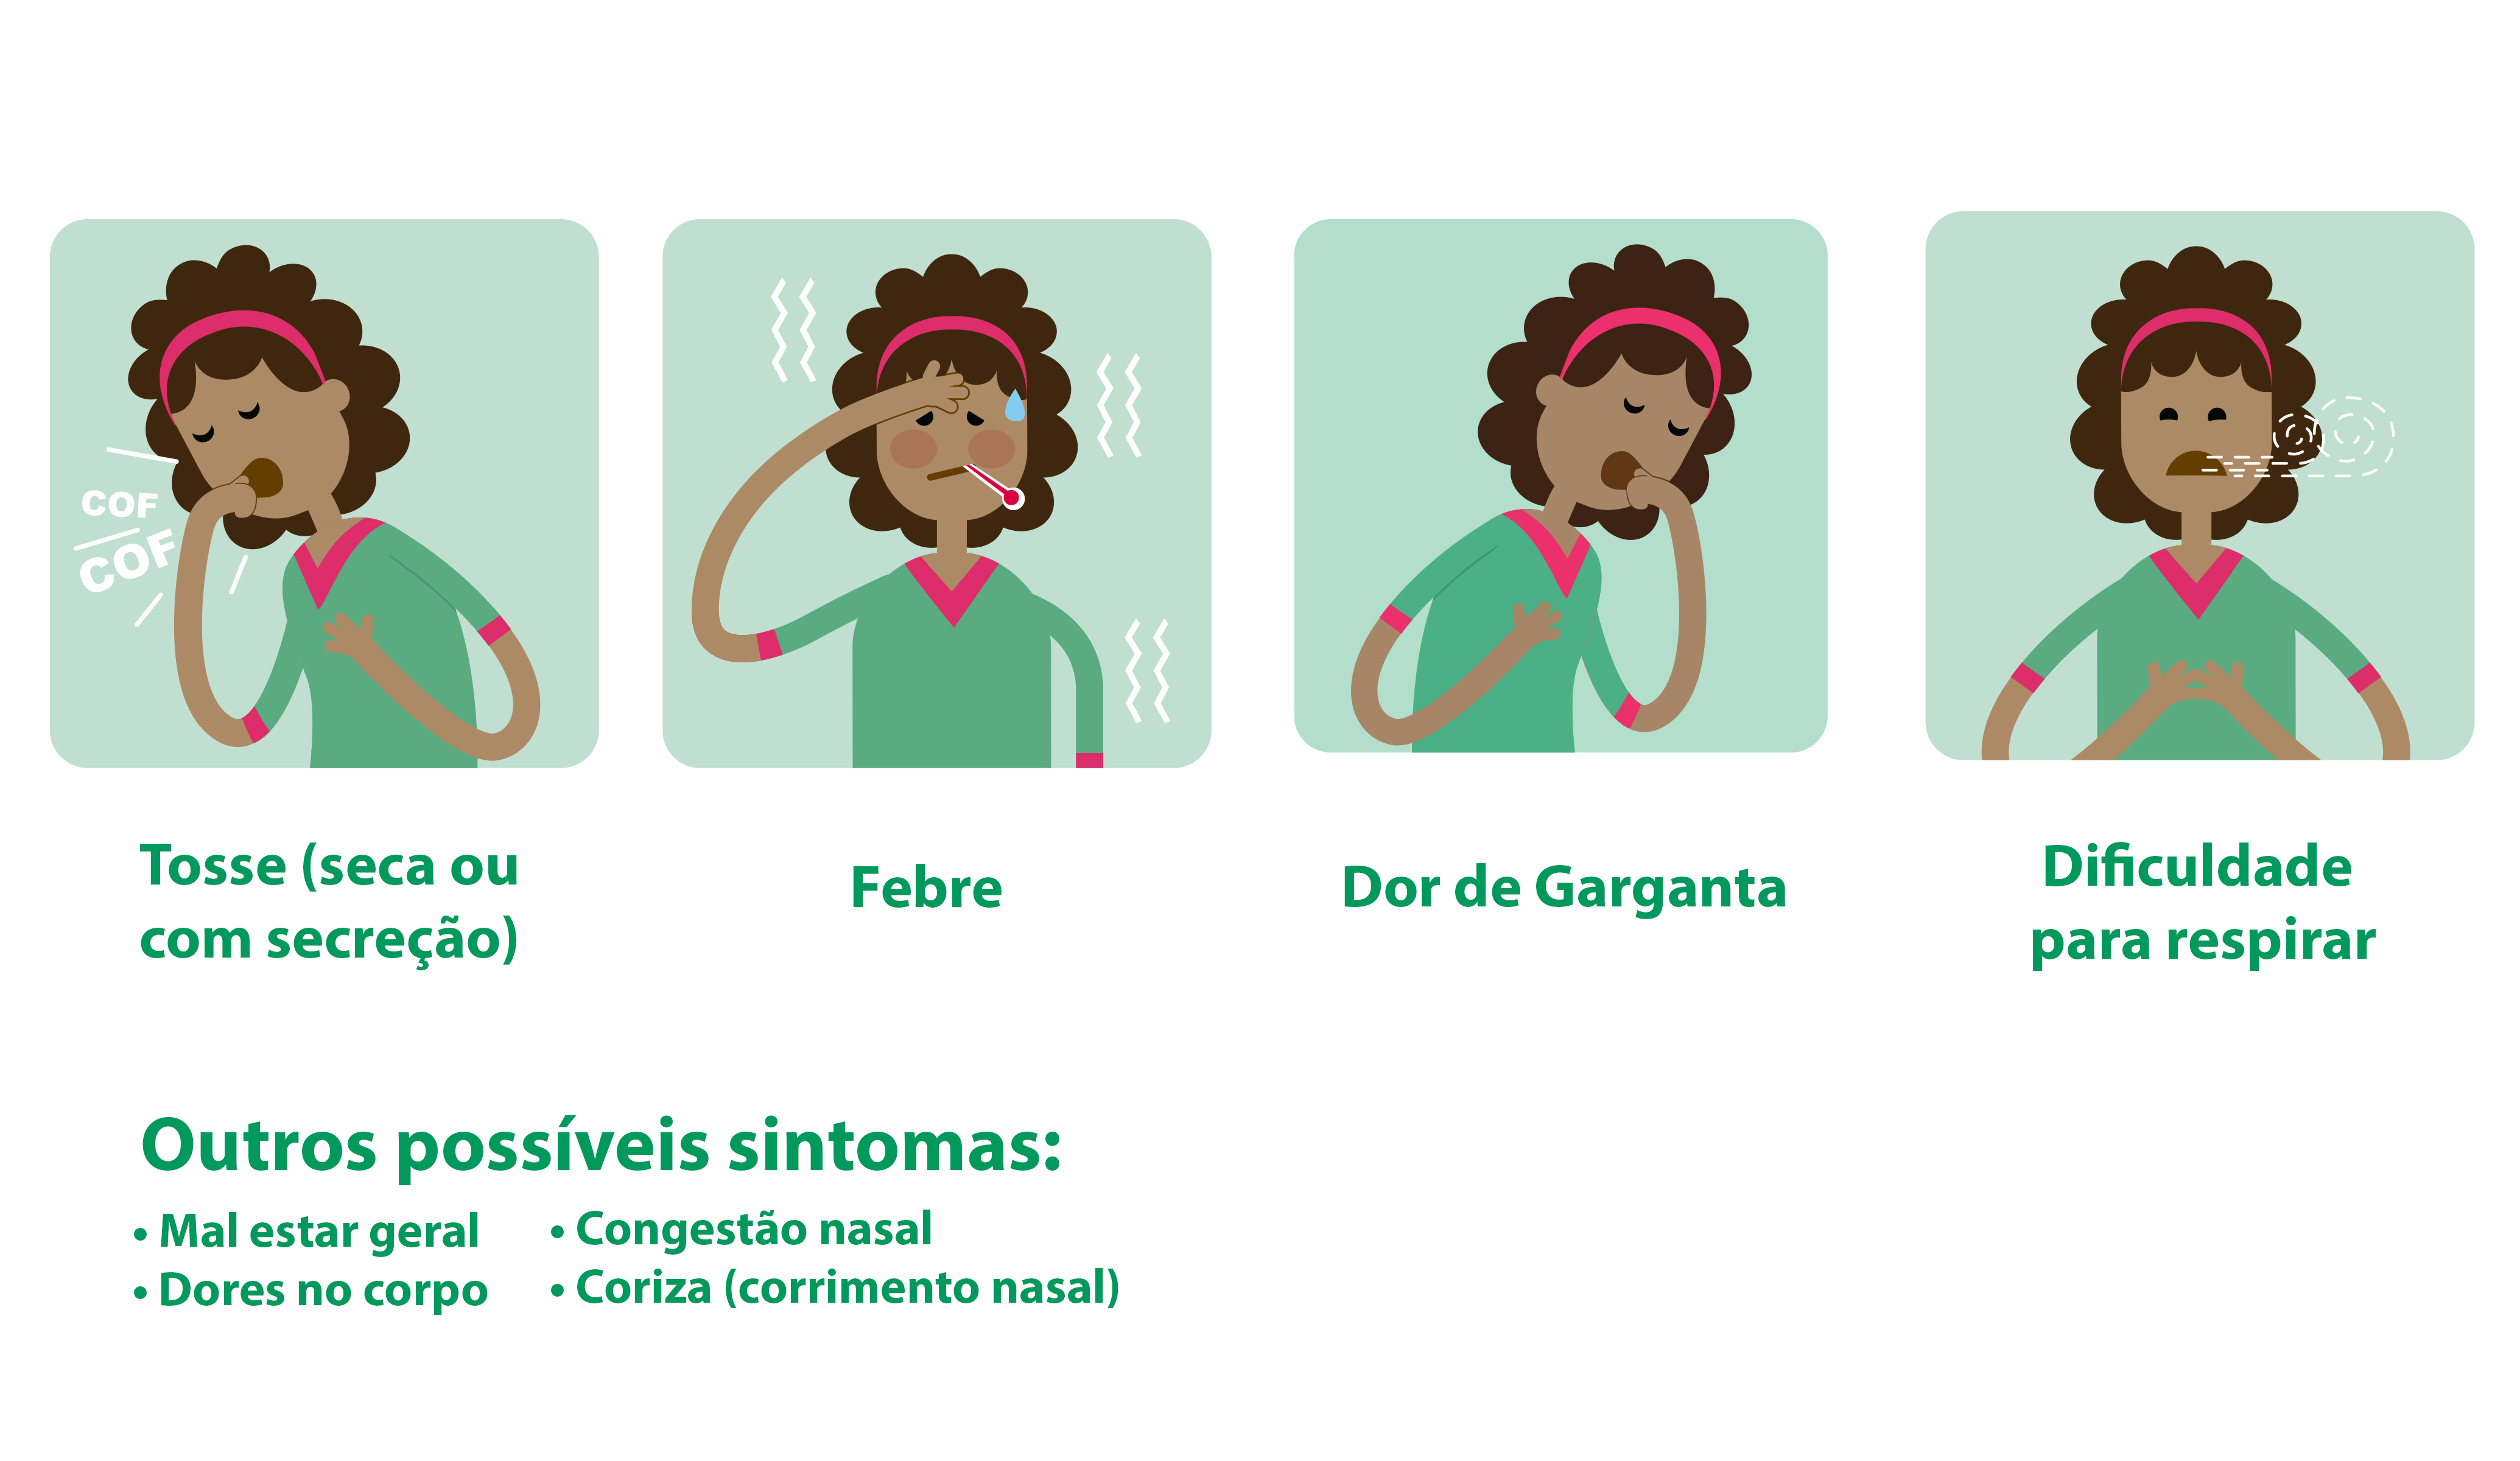 COF
COF
Tosse (seca ou
com secreção)
Febre
Dor de Garganta
Dificuldade
para respirar
Outros possíveis sintomas:
• Mal estar geral
• Dores no corpo
• Congestão nasal
• Coriza (corrimento nasal)